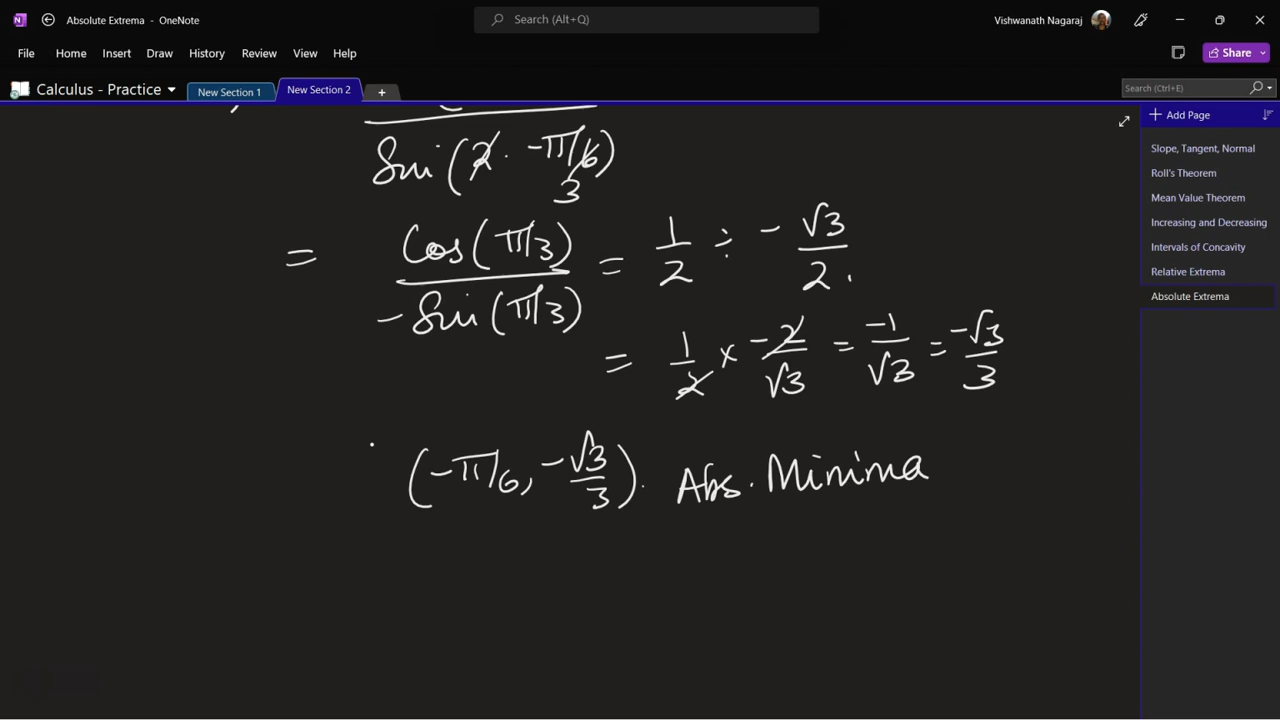 Absolute Extrema - OneNote
Search (Alt+Q)
Vishwanath Nagaraj
File Home Insert Draw History Review View Help
Share
Calculus - Practice
New Section 1
New Section 2
+
Search (Ctrl+E)
Add Page
Slope, Tangent, Normal
Roll's Theorem
Mean Value Theorem
Increasing and Decreasing
Intervals of Concavity
Relative Extrema
Absolute Extrema
Sin(2 · -π/6)
3
= Cos(π/3) / -Sin(π/3) = 1/2 ÷ -√3/2.
= 1/2 × -2/√3 = -1/√3 = -√3/3
(-π/6, -√3/3). Abs. Minima